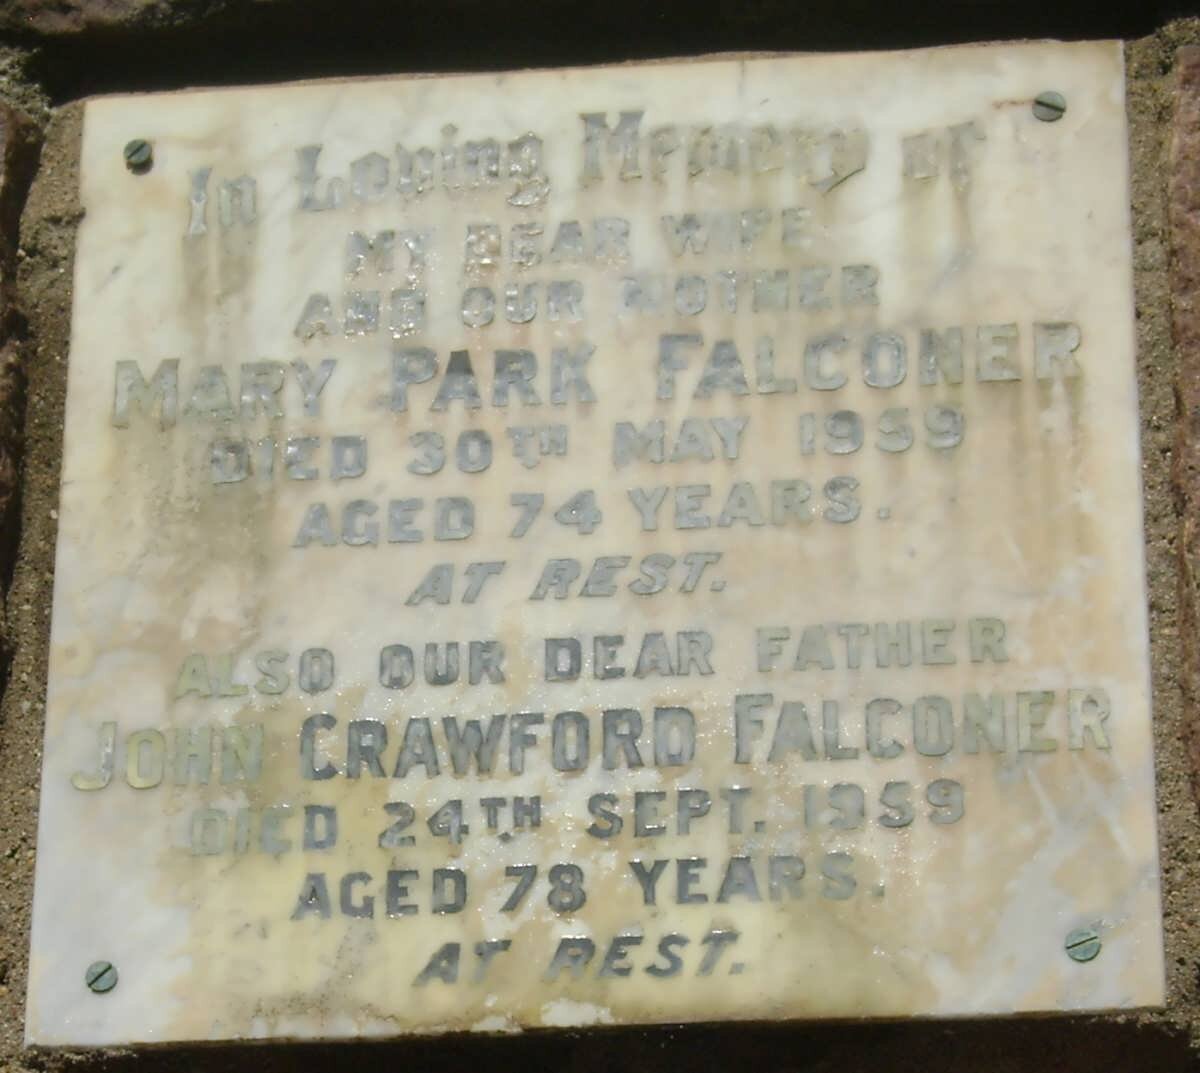 In Loving Memory of
MY DEAR WIFE
AND OUR MOTHER
MARY PARK FALCONER
DIED 30TH MAY 1959
AGED 74 YEARS.
AT REST.
ALSO OUR DEAR FATHER
JOHN CRAWFORD FALCONER
DIED 24TH SEPT. 1959
AGED 78 YEARS.
AT REST.